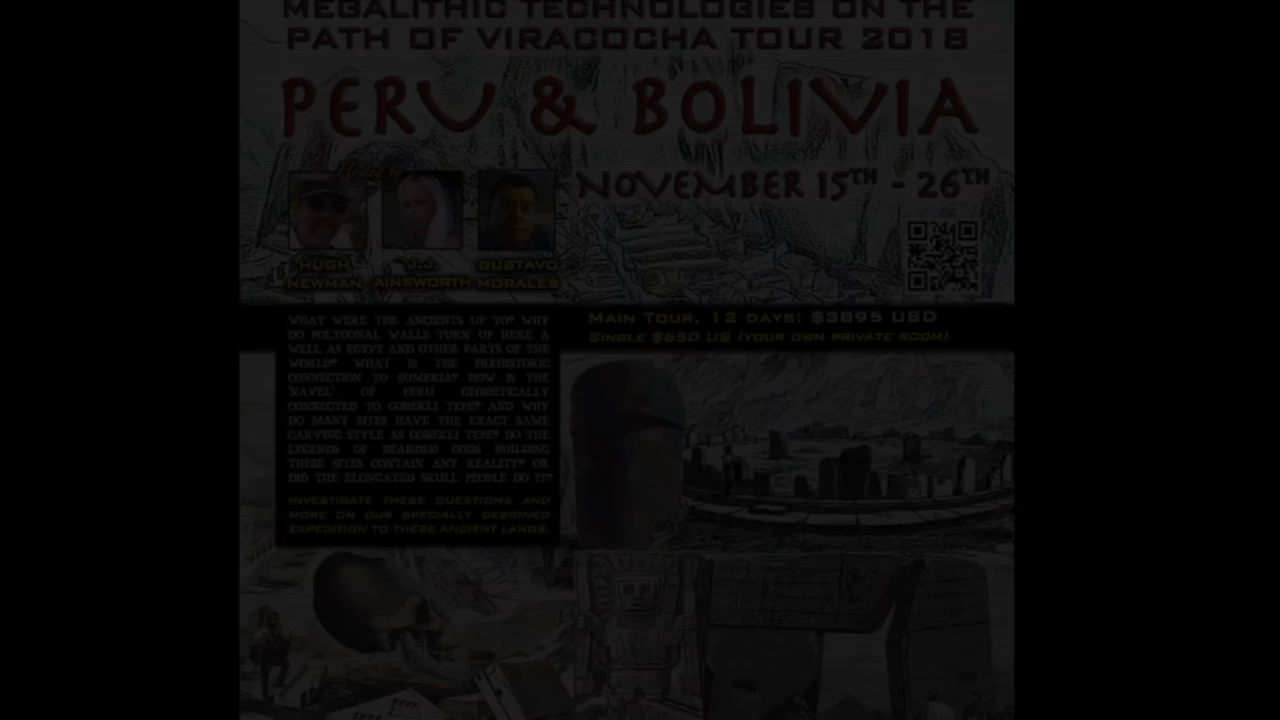 MEGALITHIC TECHNOLOGIES ON THE
PATH OF VIRACOCHA TOUR 2018
PERU & BOLIVIA
NOVEMBER 15TH - 26TH
HUGH
NEWMAN
J.J.
AINSWORTH
GUSTAVO
MORALES
MAIN TOUR, 12 DAYS: $3895 USD
SINGLE $650 US (YOUR OWN PRIVATE ROOM)
WHAT WERE THE ANCIENTS UP TO? WHY
DO POLYGONAL WALLS TURN UP HERE A
WELL AS EGYPT AND OTHER PARTS OF THE
WORLD? WHAT IS THE PREHISTORIC
CONNECTION TO SUMERIA? HOW IS THE
'NAVEL' OF PERU GEODETICALLY
CONNECTED TO GOBEKLI TEPE? AND WHY
DO MANY SITES HAVE THE EXACT SAME
CARVING STYLE AS GOBEKLI TEPE? DO THE
LEGENDS OF BEARDED GODS BUILDING
THESE SITES CONTAIN ANY REALITY? OR
DID THE ELONGATED SKULL PEOPLE DO IT?
INVESTIGATE THESE QUESTIONS AND
MORE ON OUR SPECIALLY DESIGNED
EXPEDITION TO THESE ANCIENT LANDS.